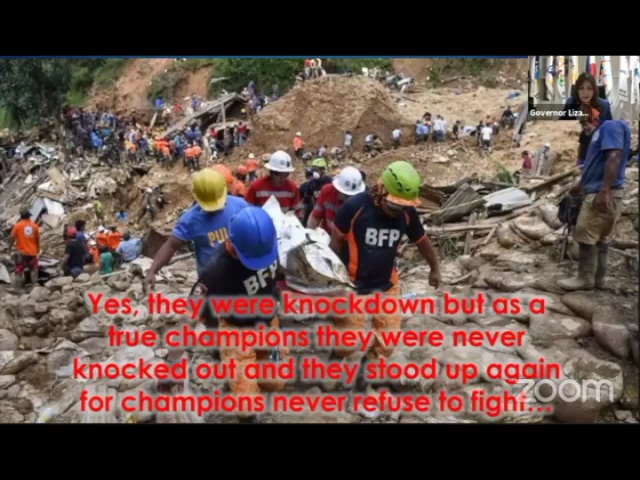 Governor Liza...
PUL
BFP
BFP
Yes, they were knockdown but as a
true champions they were never
knocked out and they stood up again
for champions never refuse to fight...
zoom